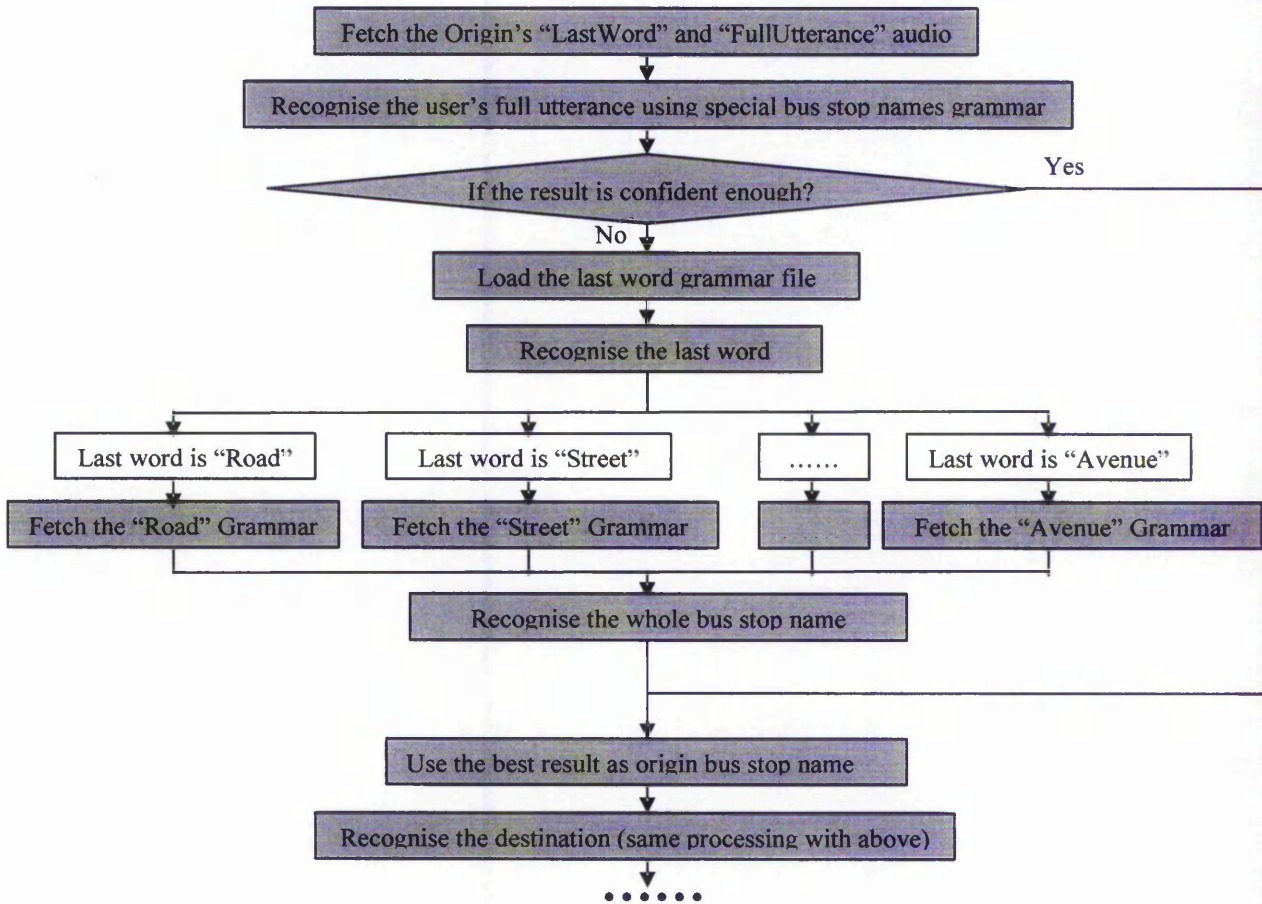 Fetch the Origin's “LastWord” and “FullUtterance” audio
Recognise the user's full utterance using special bus stop names grammar
If the result is confident enough?
Yes
No
Load the last word grammar file
Recognise the last word
Last word is “Road”
Last word is “Street”
……
Last word is “Avenue”
Fetch the “Road” Grammar
Fetch the “Street” Grammar
……
Fetch the “Avenue” Grammar
Recognise the whole bus stop name
Use the best result as origin bus stop name
Recognise the destination (same processing with above)
……